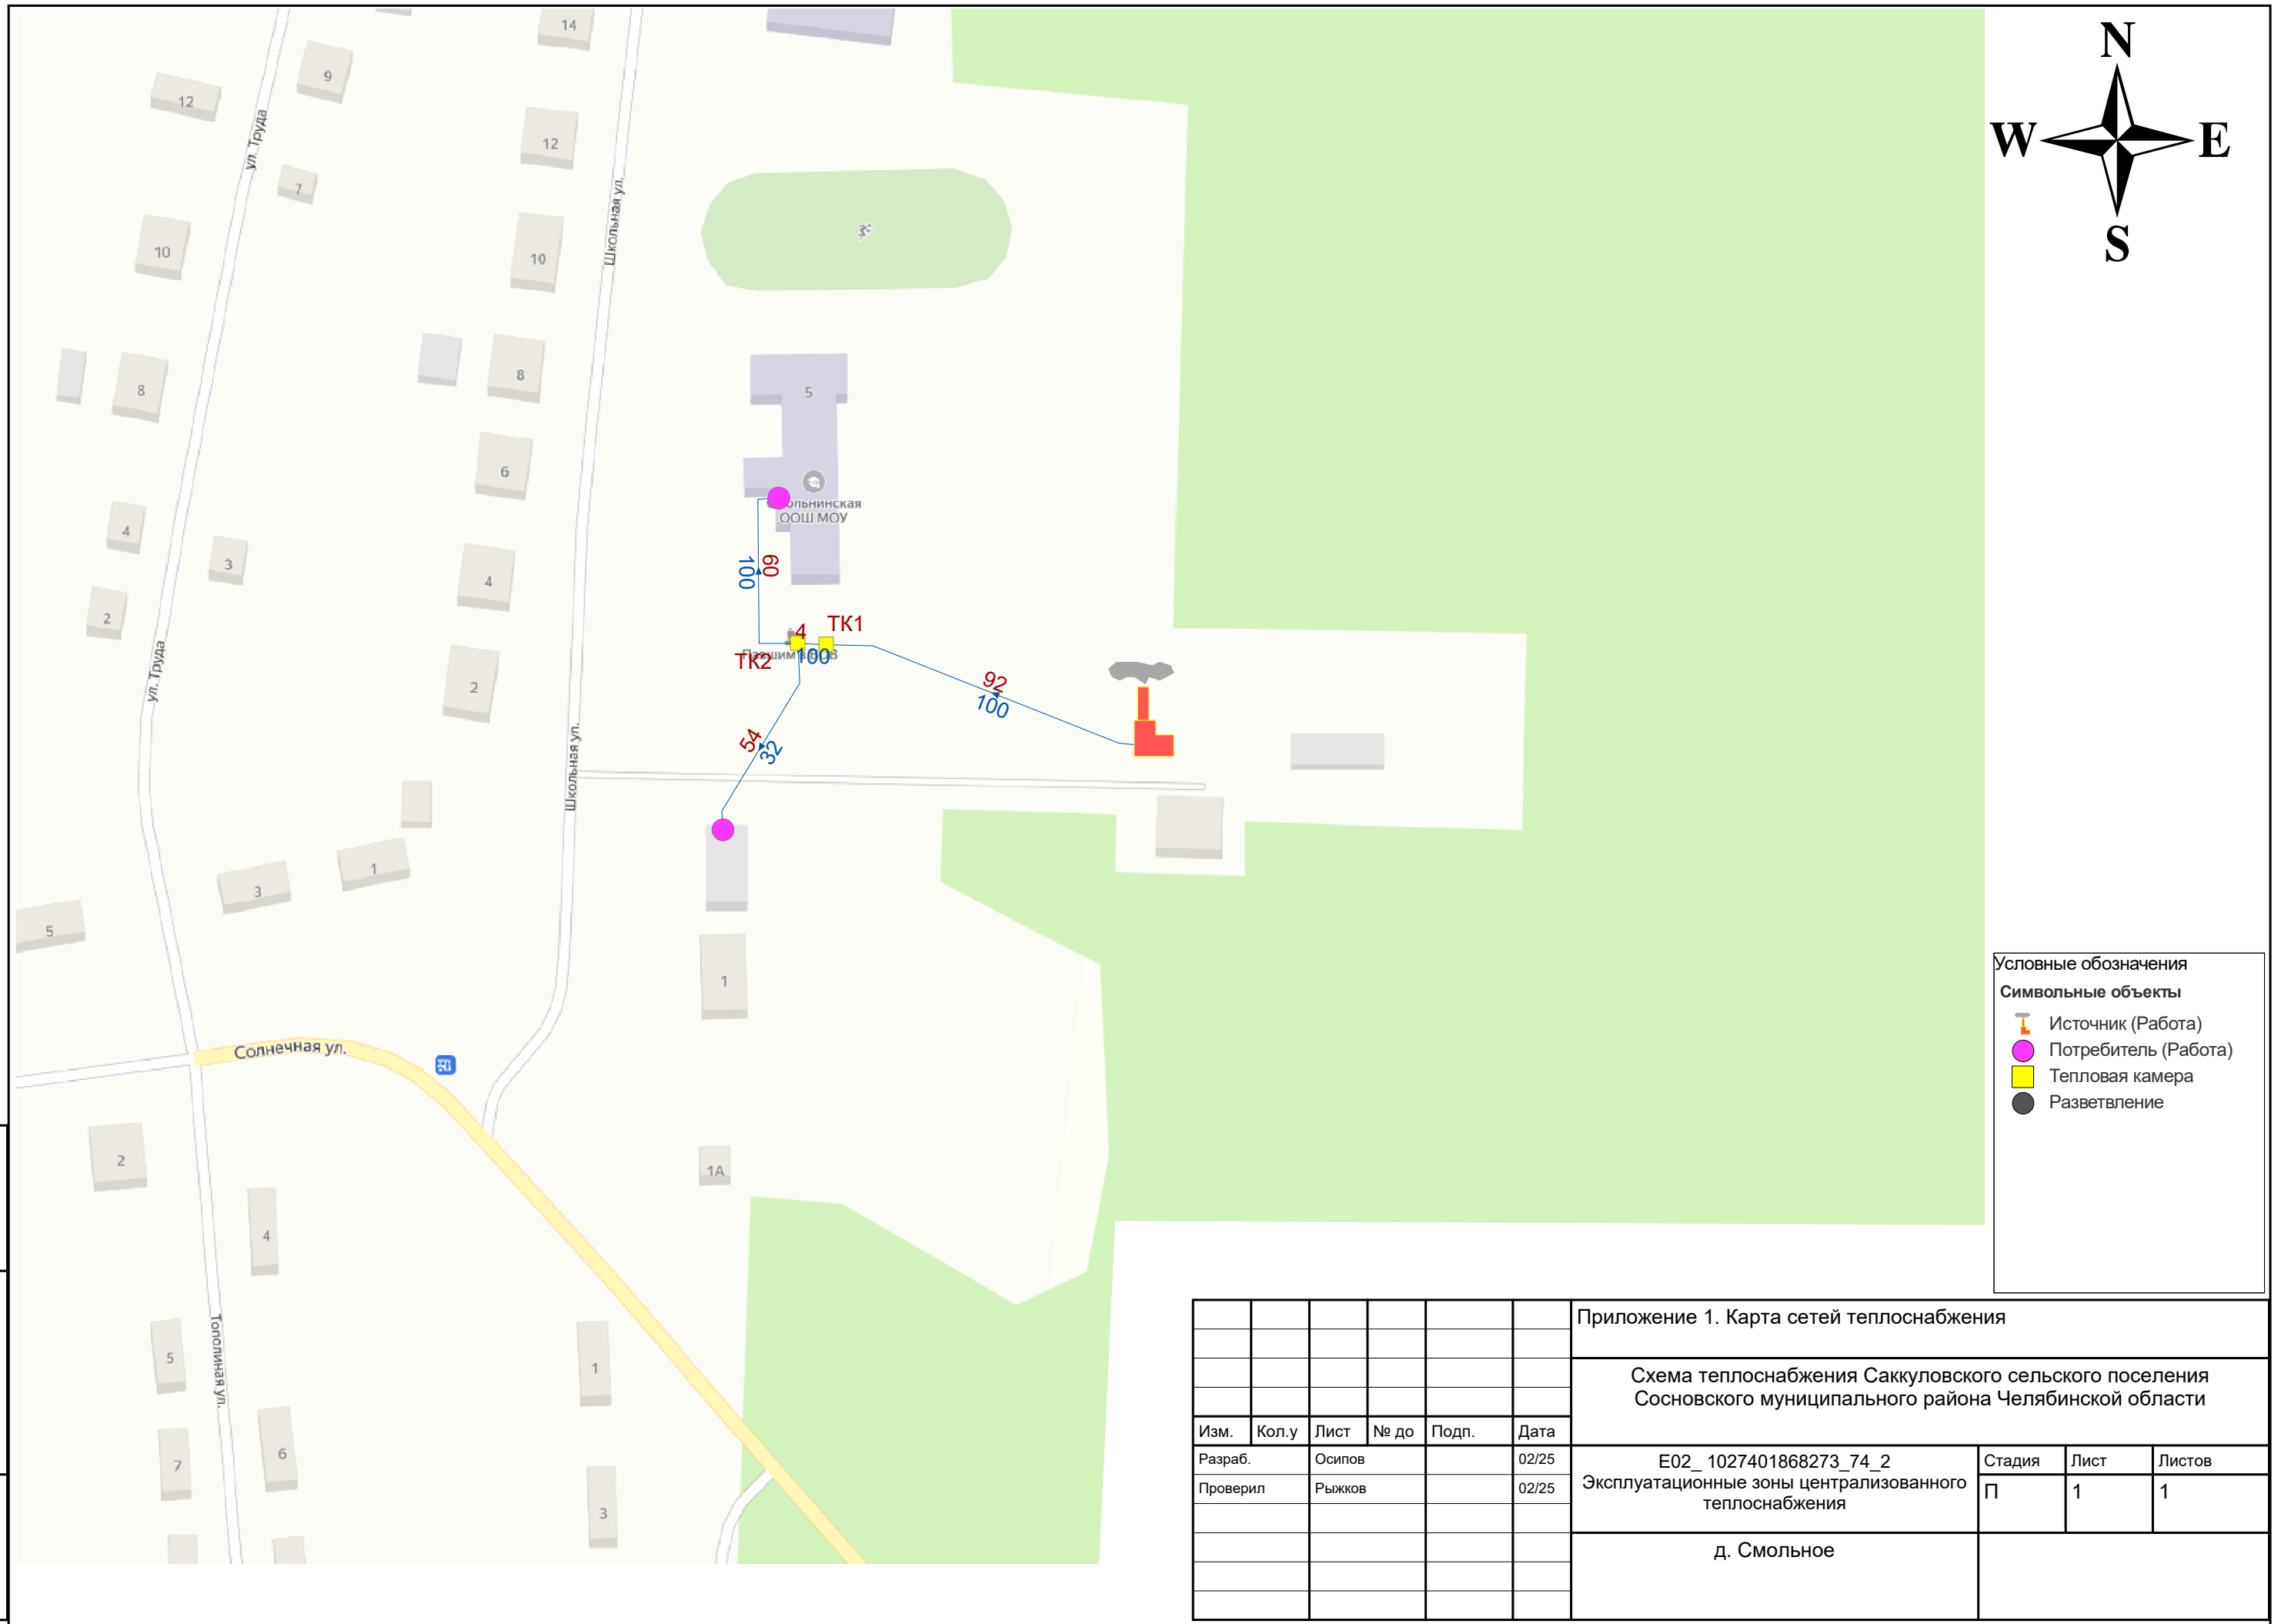 N
W
E
S
14
9
12
ул. Труда
12
7
Школьная ул.
10
10
8
8
5
6
4
3
ООШ МОУ
100
60
4
2
ТК1
4
ТК2
100
ул. Труда
2
92
100
54
32
Школьная ул.
1
3
5
1
Солнечная ул.
2
1А
4
Тополиная ул.
5
1
6
7
3
Условные обозначения
Символьные объекты
Источник (Работа)
Потребитель (Работа)
Тепловая камера
Разветвление
Приложение 1. Карта сетей теплоснабжения
Схема теплоснабжения Саккуловского сельского поселения
Сосновского муниципального района Челябинской области
Изм. Кол.у Лист № до Подп. Дата
Разраб. Осипов 02/25
Проверил Рыжков 02/25
Е02_ 1027401868273_74_2
Эксплуатационные зоны централизованного
теплоснабжения
Стадия Лист Листов
П 1 1
д. Смольное